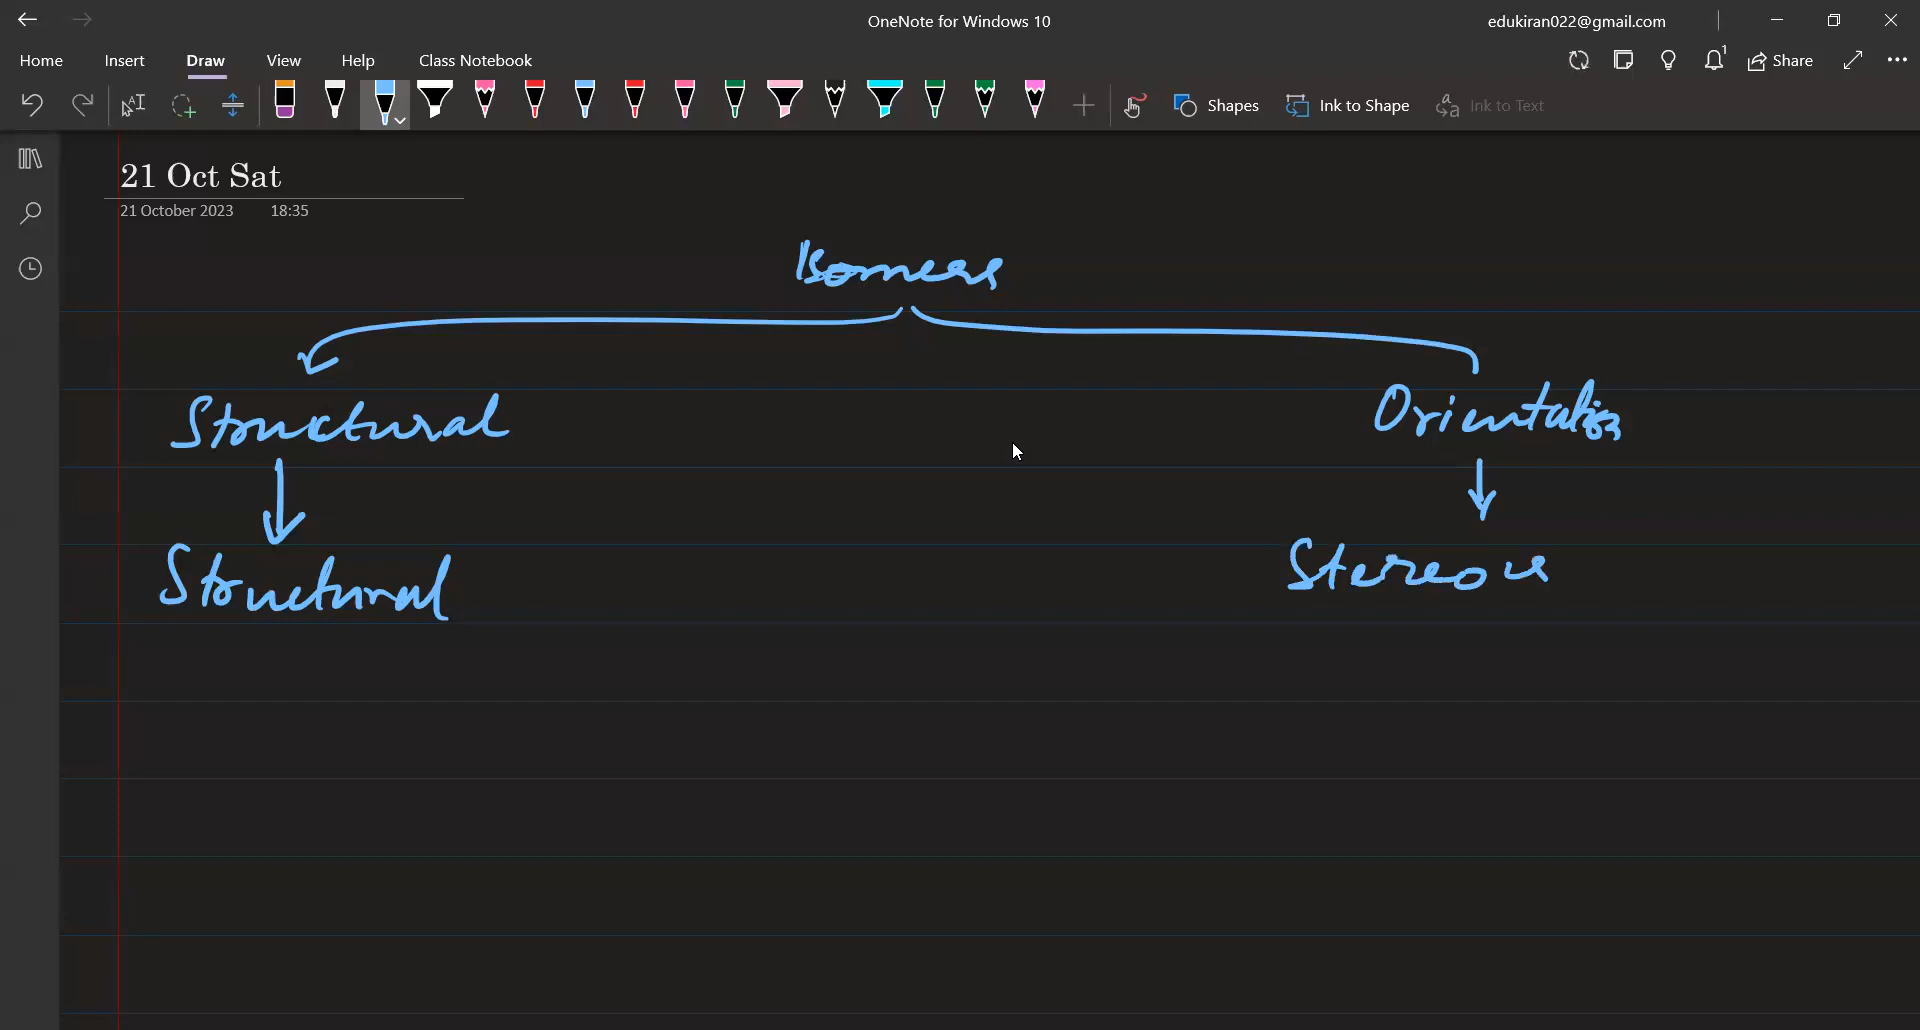 OneNote for Windows 10
edukiran022@gmail.com
Home Insert Draw View Help Class Notebook
1
Share
Shapes Ink to Shape Ink to Text
21 Oct Sat
21 October 2023 18:35
Isomers
Structural Orientation
Structural